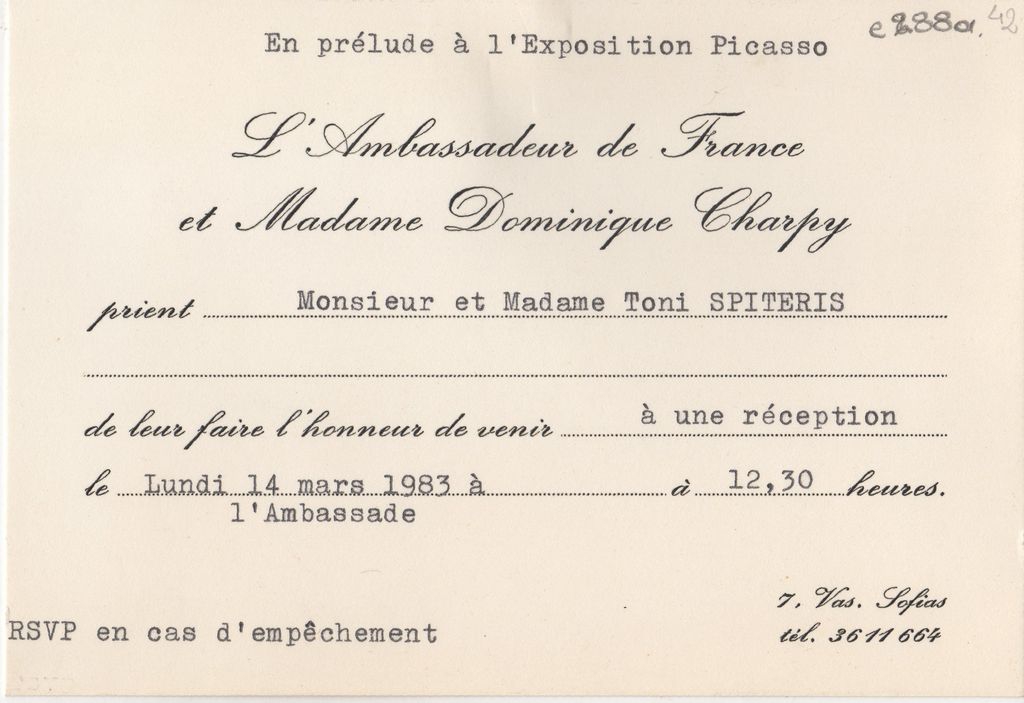 e288a. 42
En prélude à l'Exposition Picasso
L'Ambassadeur de France
et Madame Dominique Charpy
prient Monsieur et Madame Toni SPITERIS
de leur faire l'honneur de venir à une réception
le Lundi 14 mars 1983 à à 12,30 heures.
l'Ambassade
7, Vas. Sofias
RSVP en cas d'empêchement
tél. 36 11 664